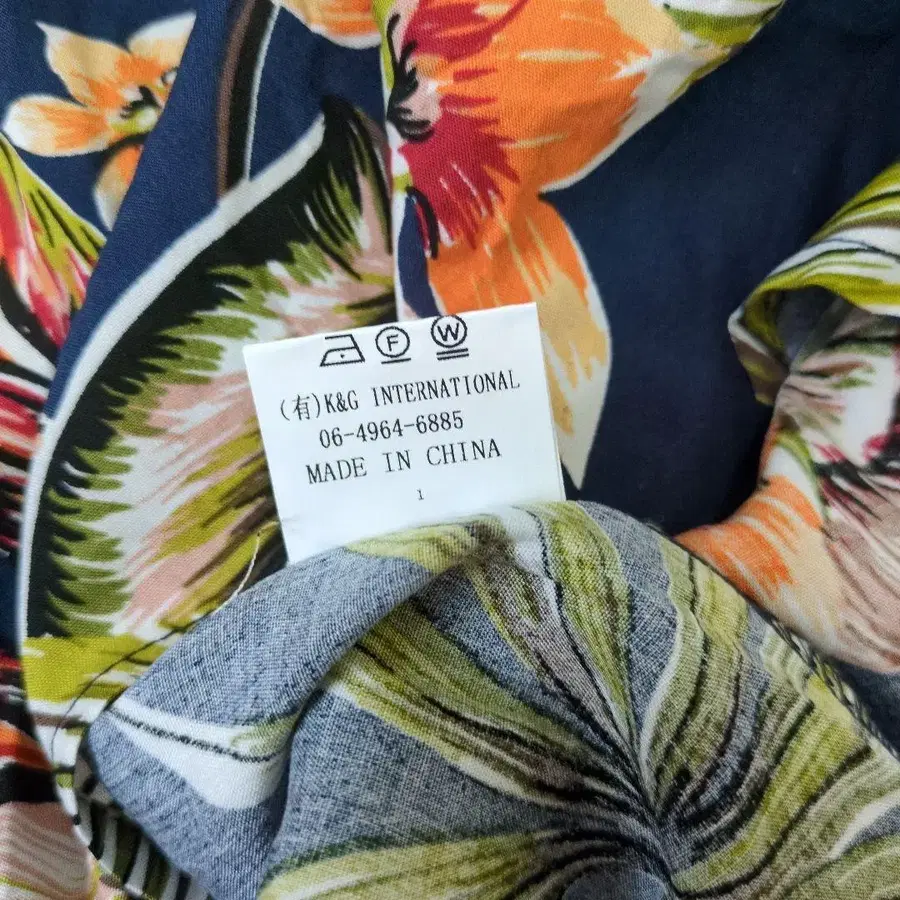 F W
(有)K&G INTERNATIONAL
06-4964-6885
MADE IN CHINA
1